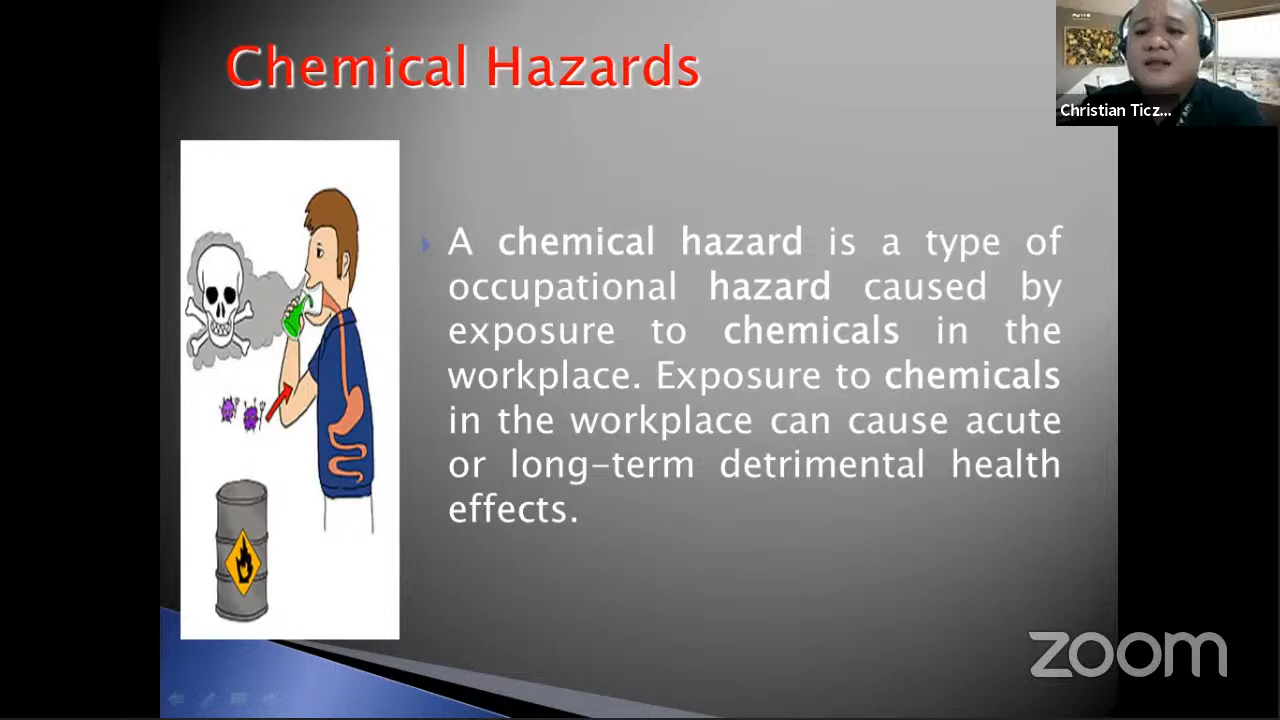 Chemical Hazards
Christian Ticz...
A chemical hazard is a type of
occupational hazard caused by
exposure to chemicals in the
workplace. Exposure to chemicals
in the workplace can cause acute
or long-term detrimental health
effects.
zoom